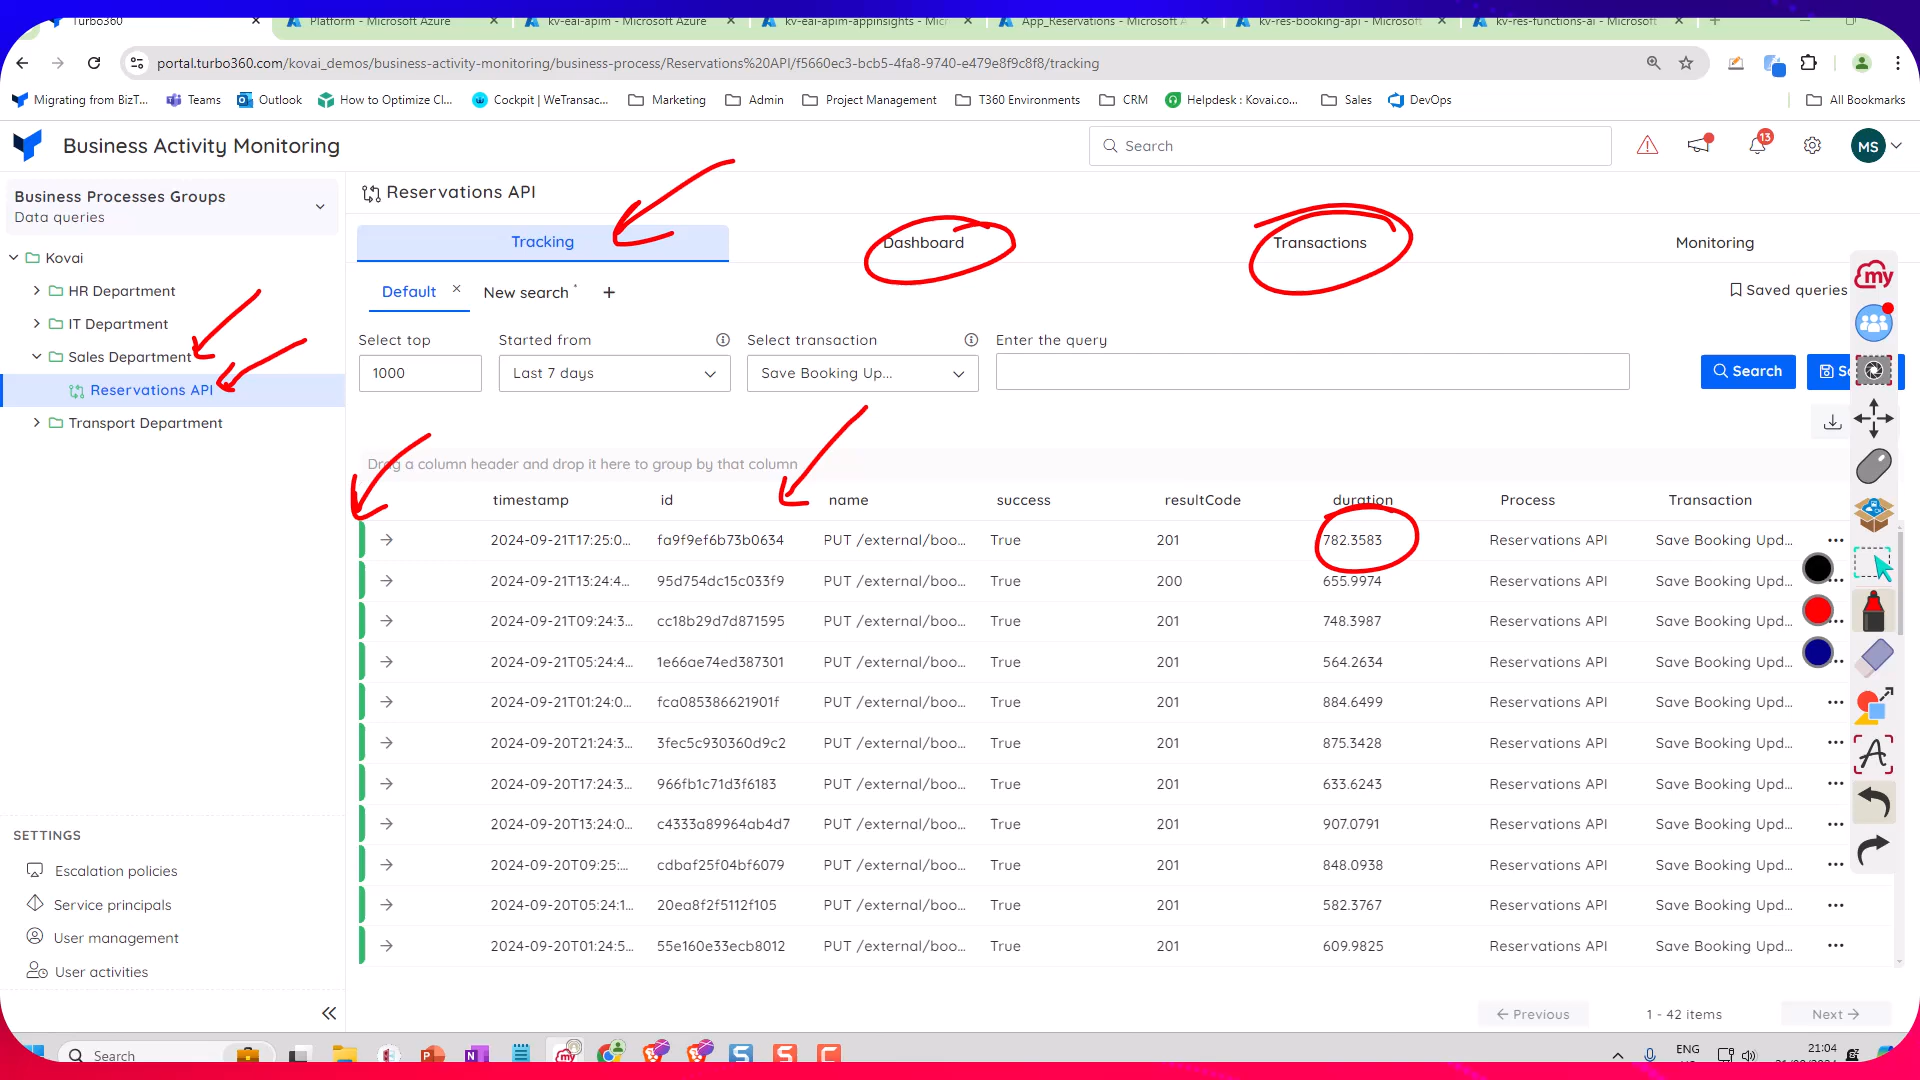 Turbo360
Platform - Microsoft Azure
kv-eai-apim - Microsoft Azure
kv-eai-apim-appinsights - Mic
App_Reservations - Microsoft A
kv-res-booking-api - Microsoft
kv-res-functions-ai - Microsoft
portal.turbo360.com/kovai_demos/business-activity-monitoring/business-process/Reservations%20API/f5660ec3-bcb5-4fa8-9740-e479e8f9c8f8/tracking
Migrating from BizT...
Teams
Outlook
How to Optimize Cl...
Cockpit | WeTransac...
Marketing
Admin
Project Management
T360 Environments
CRM
Helpdesk : Kovai.co...
Sales
DevOps
All Bookmarks
Business Activity Monitoring
Search
13
MS
Business Processes Groups
Data queries
Kovai
HR Department
IT Department
Sales Department
Reservations API
Transport Department
SETTINGS
Escalation policies
Service principals
User management
User activities
Reservations API
Tracking Dashboard Transactions Monitoring
Default New search * +
Saved queries
Select top Started from Select transaction Enter the query
1000 Last 7 days Save Booking Up... Search
my
Drag a column header and drop it here to group by that column
timestamp id name success resultCode duration Process Transaction
2024-09-21T17:25:0... fa9f9ef6b73b0634 PUT /external/boo... True 201 782.3583 Reservations API Save Booking Upd... •••
2024-09-21T13:24:4... 95d754dc15c033f9 PUT /external/boo... True 200 655.9974 Reservations API Save Booking Upd...
2024-09-21T09:24:3... cc18b29d7d871595 PUT /external/boo... True 201 748.3987 Reservations API Save Booking Upd...
2024-09-21T05:24:4... 1e66ae74ed387301 PUT /external/boo... True 201 564.2634 Reservations API Save Booking Upd...
2024-09-21T01:24:0... fca085386621901f PUT /external/boo... True 201 884.6499 Reservations API Save Booking Upd... •••
2024-09-20T21:24:3... 3fec5c930360d9c2 PUT /external/boo... True 201 875.3428 Reservations API Save Booking Upd... •••
2024-09-20T17:24:3... 966fb1c71d3f6183 PUT /external/boo... True 201 633.6243 Reservations API Save Booking Upd... •••
2024-09-20T13:24:0... c4333a89964ab4d7 PUT /external/boo... True 201 907.0791 Reservations API Save Booking Upd... •••
2024-09-20T09:25:... cdbaf25f04bf6079 PUT /external/boo... True 201 848.0938 Reservations API Save Booking Upd... •••
2024-09-20T05:24:1... 20ea8f2f5112f105 PUT /external/boo... True 201 582.3767 Reservations API Save Booking Upd... •••
2024-09-20T01:24:5... 55e160e33ecb8012 PUT /external/boo... True 201 609.9825 Reservations API Save Booking Upd... •••
Previous 1 - 42 items Next
Search
ENG
21:04